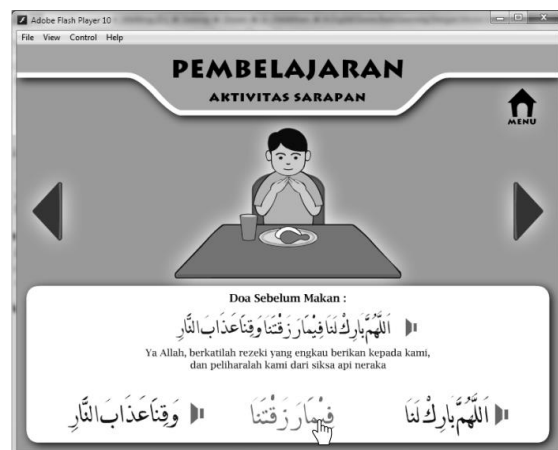 Adobe Flash Player 10
File View Control Help
PEMBELAJARAN
AKTIVITAS SARAPAN
MENU
Doa Sebelum Makan :
اَللّٰهُمَّ بَارِكْ لَنَا فِيْمَا رَزَقْتَنَا وَقِنَا عَذَابَ النَّارِ
Ya Allah, berkatilah rezeki yang engkau berikan kepada kami,
dan peliharalah kami dari siksa api neraka
اَللّٰهُمَّ بَارِكْ لَنَا فِيْمَا رَزَقْتَنَا وَقِنَا عَذَابَ النَّارِ